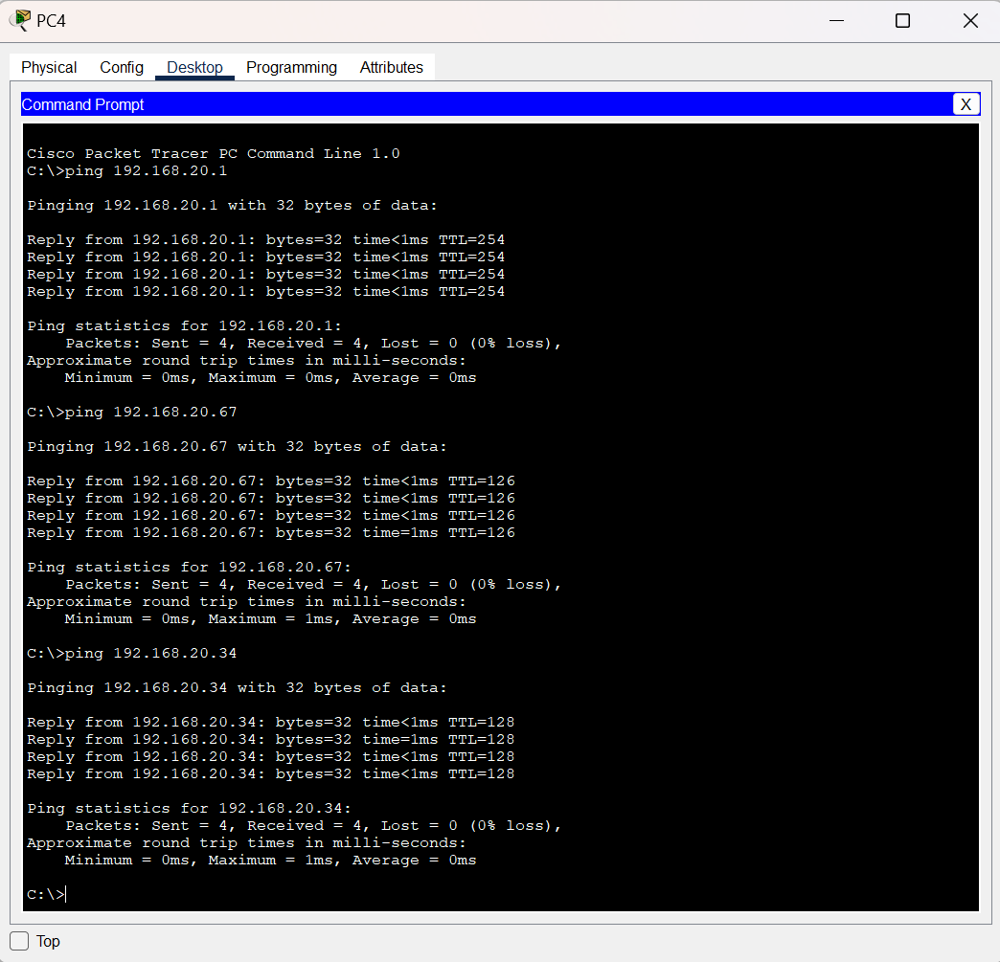 PC4
Physical Config Desktop Programming Attributes
Command Prompt X
Cisco Packet Tracer PC Command Line 1.0
C:\>ping 192.168.20.1
Pinging 192.168.20.1 with 32 bytes of data:
Reply from 192.168.20.1: bytes=32 time<1ms TTL=254
Reply from 192.168.20.1: bytes=32 time<1ms TTL=254
Reply from 192.168.20.1: bytes=32 time<1ms TTL=254
Reply from 192.168.20.1: bytes=32 time<1ms TTL=254
Ping statistics for 192.168.20.1:
Packets: Sent = 4, Received = 4, Lost = 0 (0% loss),
Approximate round trip times in milli-seconds:
Minimum = 0ms, Maximum = 0ms, Average = 0ms
C:\>ping 192.168.20.67
Pinging 192.168.20.67 with 32 bytes of data:
Reply from 192.168.20.67: bytes=32 time<1ms TTL=126
Reply from 192.168.20.67: bytes=32 time<1ms TTL=126
Reply from 192.168.20.67: bytes=32 time<1ms TTL=126
Reply from 192.168.20.67: bytes=32 time=1ms TTL=126
Ping statistics for 192.168.20.67:
Packets: Sent = 4, Received = 4, Lost = 0 (0% loss),
Approximate round trip times in milli-seconds:
Minimum = 0ms, Maximum = 1ms, Average = 0ms
C:\>ping 192.168.20.34
Pinging 192.168.20.34 with 32 bytes of data:
Reply from 192.168.20.34: bytes=32 time<1ms TTL=128
Reply from 192.168.20.34: bytes=32 time=1ms TTL=128
Reply from 192.168.20.34: bytes=32 time<1ms TTL=128
Reply from 192.168.20.34: bytes=32 time<1ms TTL=128
Ping statistics for 192.168.20.34:
Packets: Sent = 4, Received = 4, Lost = 0 (0% loss),
Approximate round trip times in milli-seconds:
Minimum = 0ms, Maximum = 1ms, Average = 0ms
C:\>
Top